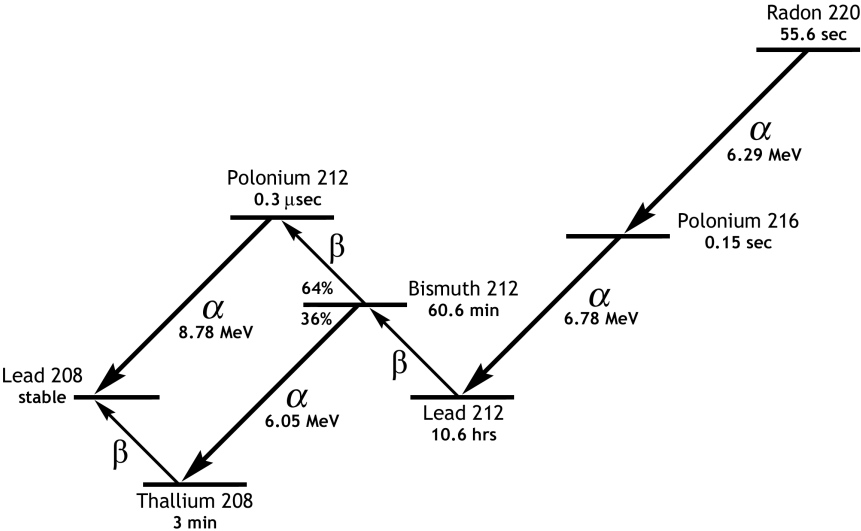 Radon 220
55.6 sec
α
6.29 MeV
Polonium 212
0.3 μsec
Polonium 216
0.15 sec
β
64%
Bismuth 212
60.6 min
36%
α
6.78 MeV
α
8.78 MeV
β
Lead 208
stable
α
6.05 MeV
Lead 212
10.6 hrs
β
Thallium 208
3 min